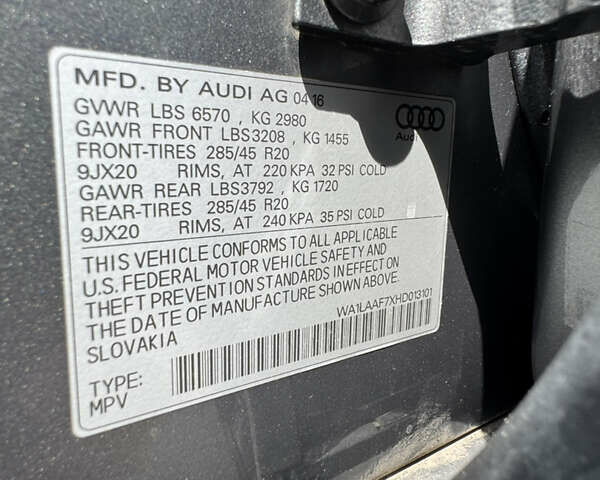 MFD. BY AUDI AG 04 16
GVWR LBS 6570 , KG 2980
GAWR FRONT LBS3208 , KG 1455
FRONT-TIRES 285/45 R20
9JX20 RIMS, AT 220 KPA 32 PSI COLD
GAWR REAR LBS3792 , KG 1720
REAR-TIRES 285/45 R20
9JX20 RIMS, AT 240 KPA 35 PSI COLD
Audi
THIS VEHICLE CONFORMS TO ALL APPLICABLE
U.S. FEDERAL MOTOR VEHICLE SAFETY AND
THEFT PREVENTION STANDARDS IN EFFECT ON
THE DATE OF MANUFACTURE SHOWN ABOVE.
SLOVAKIA
WA1LAAF7XHD013101
TYPE:
MPV